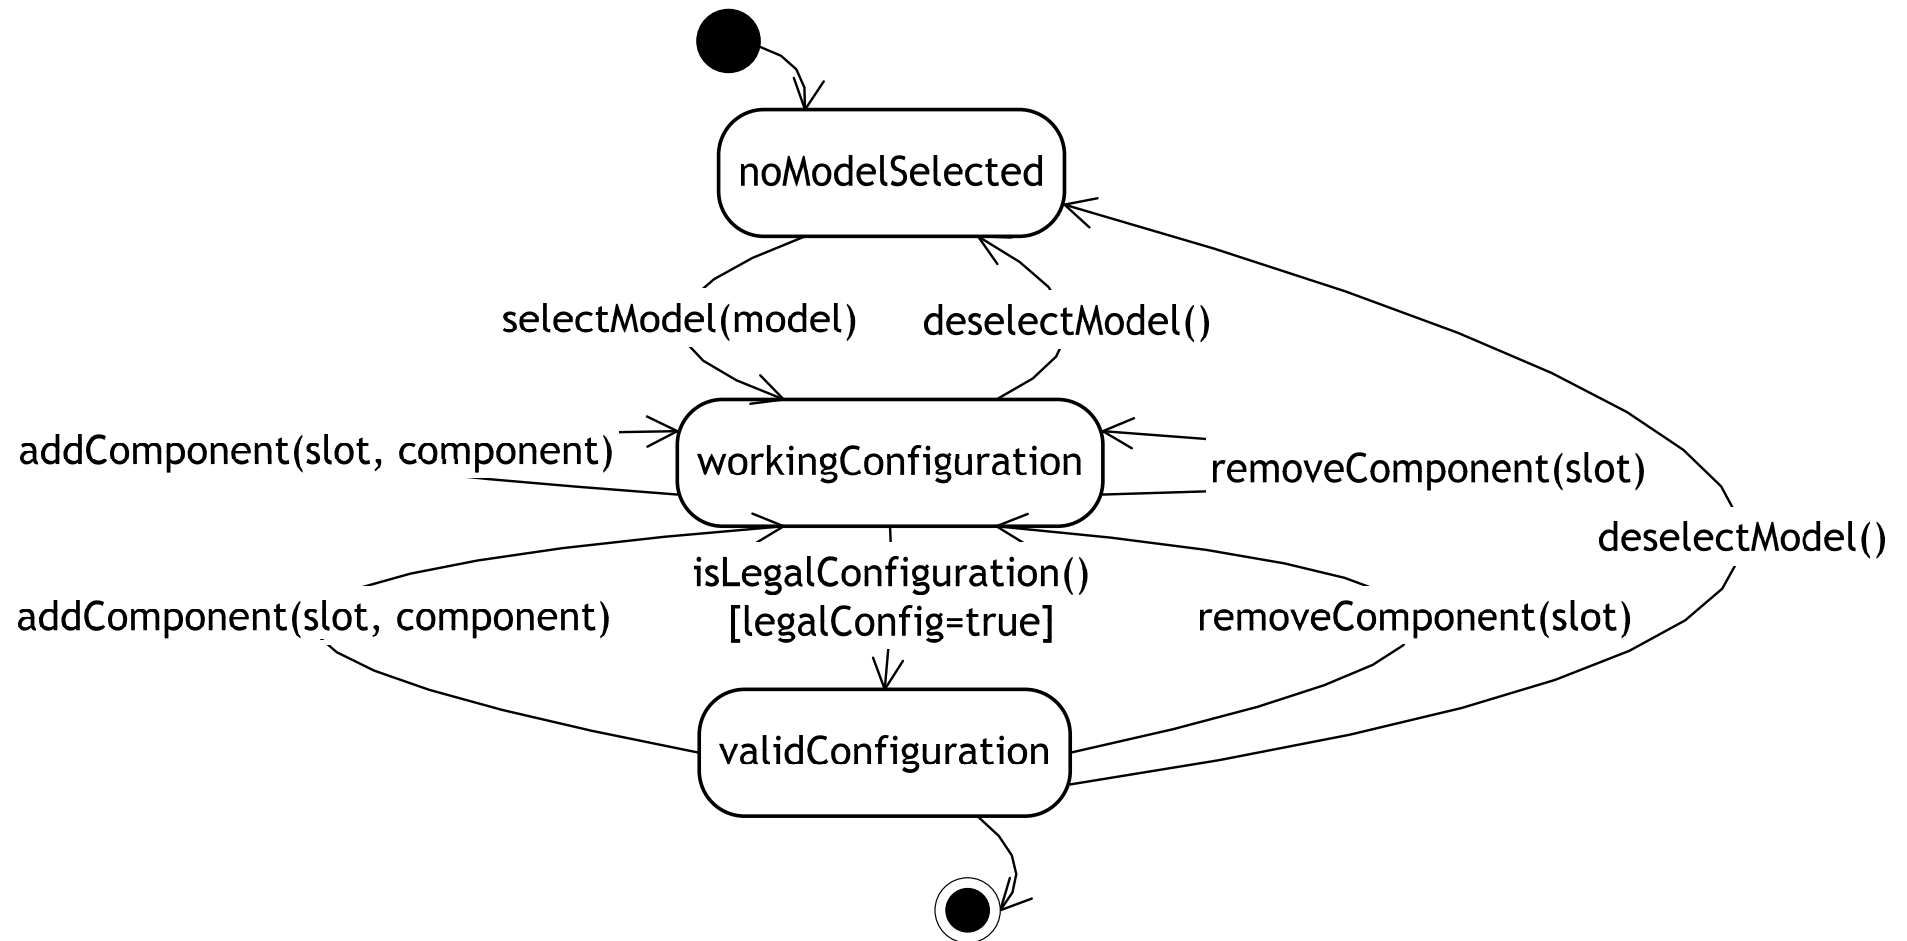 noModelSelected
selectModel(model)
deselectModel()
addComponent(slot, component)
workingConfiguration
removeComponent(slot)
deselectModel()
isLegalConfiguration()
[legalConfig=true]
addComponent(slot, component)
removeComponent(slot)
validConfiguration